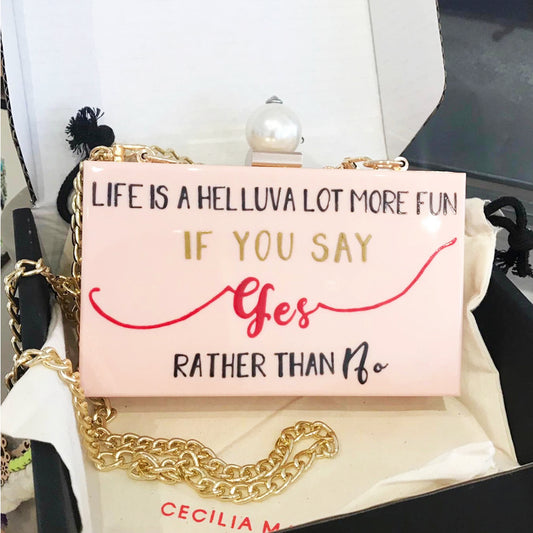 LIFE IS A HELLUVA LOT MORE FUN
IF YOU SAY
Yes
RATHER THAN No
CECILIA